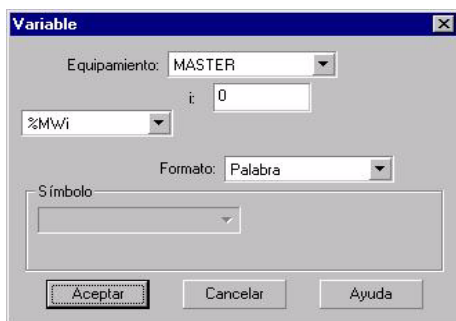 Variable
Equipamiento: MASTER
i: 0
%MWi
Formato: Palabra
Símbolo
Aceptar Cancelar Ayuda